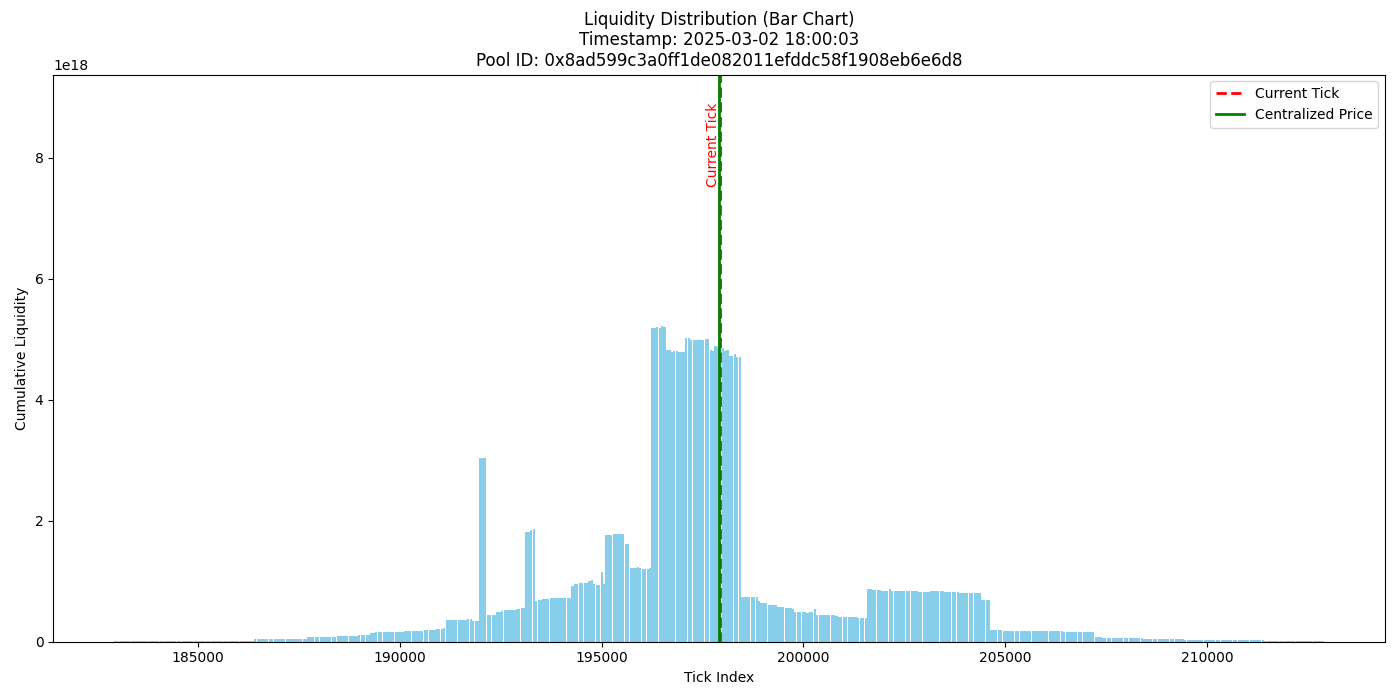 Liquidity Distribution (Bar Chart)
Timestamp: 2025-03-02 18:00:03
Pool ID: 0x8ad599c3a0ff1de082011efddc58f1908eb6e6d8
1e18
Current Tick
Centralized Price
Current Tick
8
6
4
2
0
Cumulative Liquidity
185000
190000
195000
200000
205000
210000
Tick Index